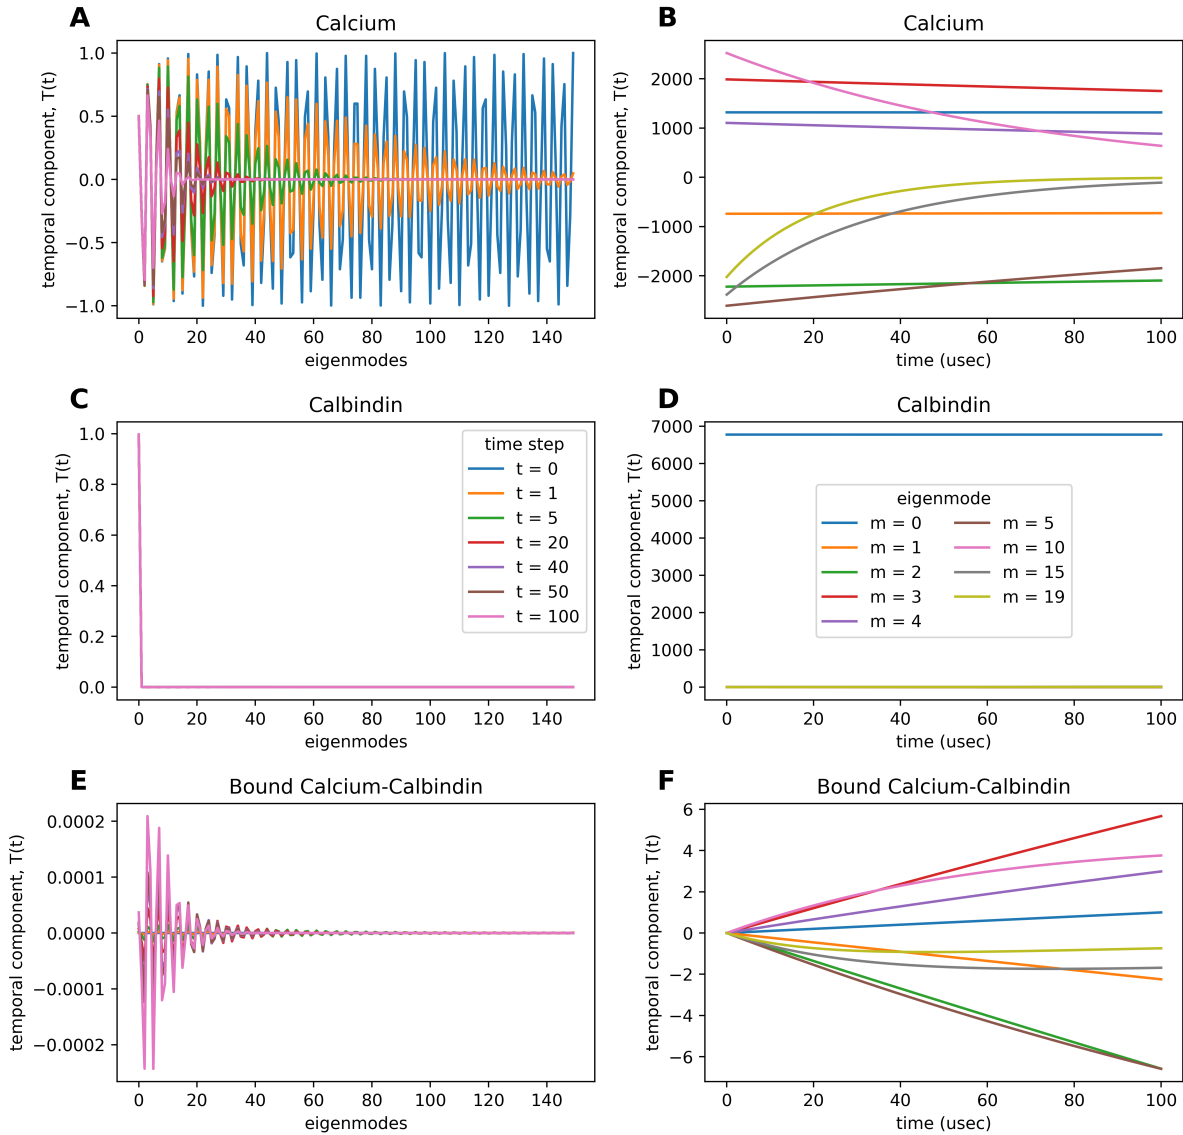 A
Calcium
temporal component, T(t)
1.0
0.5
0.0
−0.5
−1.0
0 20 40 60 80 100 120 140
eigenmodes
B
Calcium
temporal component, T(t)
2000
1000
0
−1000
−2000
0 20 40 60 80 100
time (usec)
C
Calbindin
temporal component, T(t)
1.0
0.8
0.6
0.4
0.2
0.0
time step
t = 0
t = 1
t = 5
t = 20
t = 40
t = 50
t = 100
0 20 40 60 80 100 120 140
eigenmodes
D
Calbindin
temporal component, T(t)
7000
6000
5000
4000
3000
2000
1000
0
eigenmode
m = 0
m = 1
m = 2
m = 3
m = 4
m = 5
m = 10
m = 15
m = 19
0 20 40 60 80 100
time (usec)
E
Bound Calcium-Calbindin
temporal component, T(t)
0.0002
0.0001
0.0000
−0.0001
−0.0002
0 20 40 60 80 100 120 140
eigenmodes
F
Bound Calcium-Calbindin
temporal component, T(t)
6
4
2
0
−2
−4
−6
0 20 40 60 80 100
time (usec)